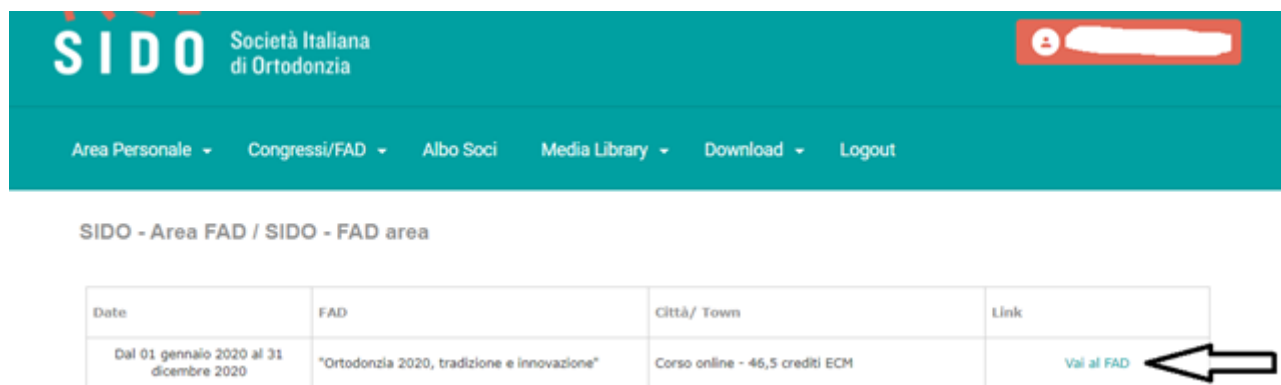 SIDO Società Italiana
di Ortodonzia
Area Personale Congressi/FAD Albo Soci Media Library Download Logout
SIDO - Area FAD / SIDO - FAD area
Date FAD Città/ Town Link
Dal 01 gennaio 2020 al 31
dicembre 2020
"Ortodonzia 2020, tradizione e innovazione" Corso online - 46,5 crediti ECM Vai al FAD